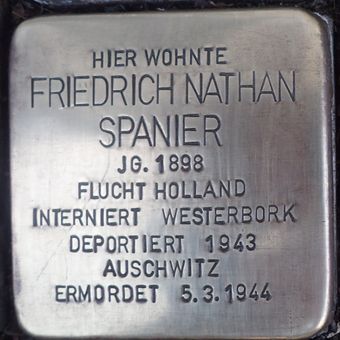 HIER WOHNTE
FRIEDRICH NATHAN
SPANIER
JG. 1898
FLUCHT HOLLAND
INTERNIERT WESTERBORK
DEPORTIERT 1943
AUSCHWITZ
ERMORDET 5.3.1944